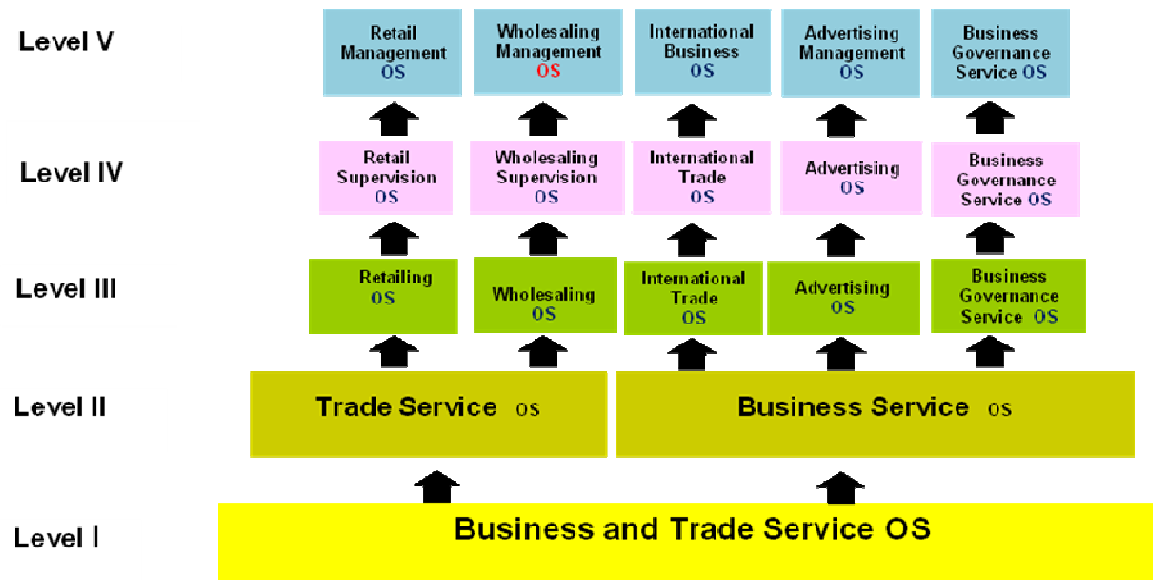 Level V
Retail
Management
OS
Wholesaling
Management
OS
International
Business
OS
Advertising
Management
OS
Business
Governance
Service OS
Level IV
Retail
Supervision
OS
Wholesaling
Supervision
OS
International
Trade
OS
Advertising
OS
Business
Governance
Service OS
Level III
Retailing
OS
Wholesaling
OS
International
Trade
OS
Advertising
OS
Business
Governance
Service OS
Level II
Trade Service OS
Business Service OS
Level I
Business and Trade Service OS